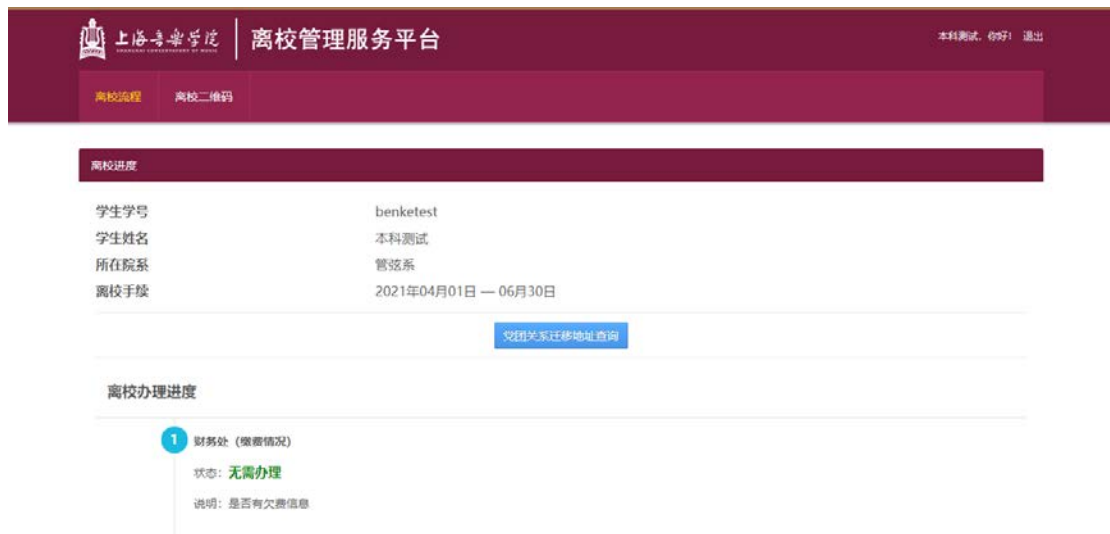 上海音乐学院
SHANGHAI CONSERVATORY OF MUSIC
离校管理服务平台
本科测试，你好！ 退出
离校流程 离校二维码
离校进度
学生学号 benketest
学生姓名 本科测试
所在院系 管弦系
离校手续 2021年04月01日 — 06月30日
党团关系迁移地址查询
离校办理进度
1 财务处（缴费情况）
状态：无需办理
说明：是否有欠费信息